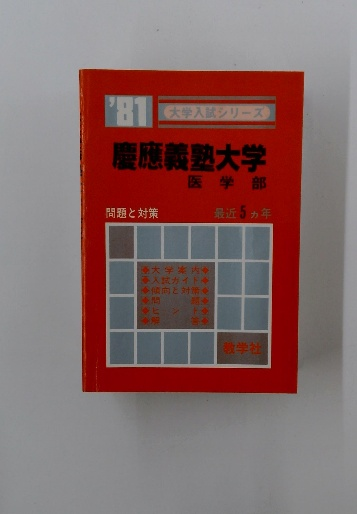 '81
大学入試シリーズ
慶應義塾大学
医学部
問題と対策
最近5ヵ年
◆大学案内◆
◆入試ガイド◆
◆傾向と対策◆
◆問題◆
◆ヒント◆
◆解答◆
教学社